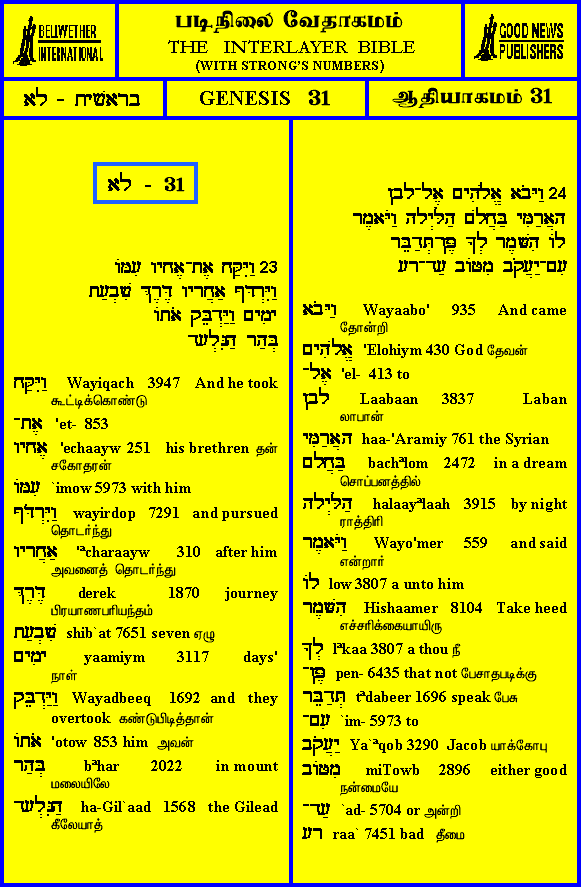 BELLWETHER
INTERNATIONAL
படிநிலை வேதாகமம்
THE INTERLAYER BIBLE
(WITH STRONG'S NUMBERS)
GOOD NEWS
PUBLISHERS
בראשית - לא
GENESIS 31
ஆதியாகமம் 31
לא - 31
23 וַיִּקַּח אֶת־אֶחָיו עִמּוֹ
וַיִּרְדֹּף אַחֲרָיו דֶּרֶךְ שִׁבְעַת
יָמִים וַיַּדְבֵּק אֹתוֹ
בְּהַר הַגִּלְעָד־
וַיִּקַּח Wayiqach 3947 And he took
கூட்டிக்கொண்டு
אֶת־ 'et- 853
אֶחָיו 'echaayw 251 his brethren தன்
சகோதரன்
עִמּוֹ `imow 5973 with him
וַיִּרְדֹּף wayirdop 7291 and pursued
தொடர்ந்து
אַחֲרָיו 'ªcharaayw 310 after him
அவனைத் தொடர்ந்து
דֶּרֶךְ derek 1870 journey
பிரயாணபரியந்தம்
שִׁבְעַת shib`at 7651 seven ஏழு
יָמִים yaamiym 3117 days'
நாள்
וַיַּדְבֵּק Wayadbeeq 1692 and they
overtook கண்டுபிடித்தான்
אֹתוֹ 'otow 853 him அவன்
בְּהַר bªhar 2022 in mount
மலையிலே
הַגִּלְעָד־ ha-Gil`aad 1568 the Gilead
கீலேயாத்
24 וַיָּבֹא אֱלֹהִים אֶל־לבן
הָאֲרַמִּי בַּחֲלֹם הַלַּיְלָה וַיֹּאמֶר
לוֹ הִשָּׁמֶר לְךָ פֶּן־תְּדַבֵּר
עִם־יַעֲקֹב מִטּוֹב עַד־רע
וַיָּבֹא Wayaabo' 935 And came
தோன்றி
אֱלֹהִים 'Elohiym 430 God தேவன்
אֶל־ 'el- 413 to
לבן Laabaan 3837 Laban
லாபான்
הָאֲרַמִּי haa-'Aramiy 761 the Syrian
בַּחֲלֹם bachªlom 2472 in a dream
சொப்பனத்தில்
הַלַּיְלָה halaayªlaah 3915 by night
ராத்திரி
וַיֹּאמֶר Wayo'mer 559 and said
என்றார்
לוֹ low 3807 a unto him
הִשָּׁמֶר Hishaamer 8104 Take heed
எச்சரிக்கையாயிரு
לְךָ lªkaa 3807 a thou நீ
פֶּן־ pen- 6435 that not பேசாதபடிக்கு
תְּדַבֵּר tªdabeer 1696 speak பேசு
עִם־ `im- 5973 to
יַעֲקֹב Ya`ªqob 3290 Jacob யாக்கோபு
מִטּוֹב miTowb 2896 either good
நன்மையே
עַד־ `ad- 5704 or அன்றி
רע raa` 7451 bad தீமை